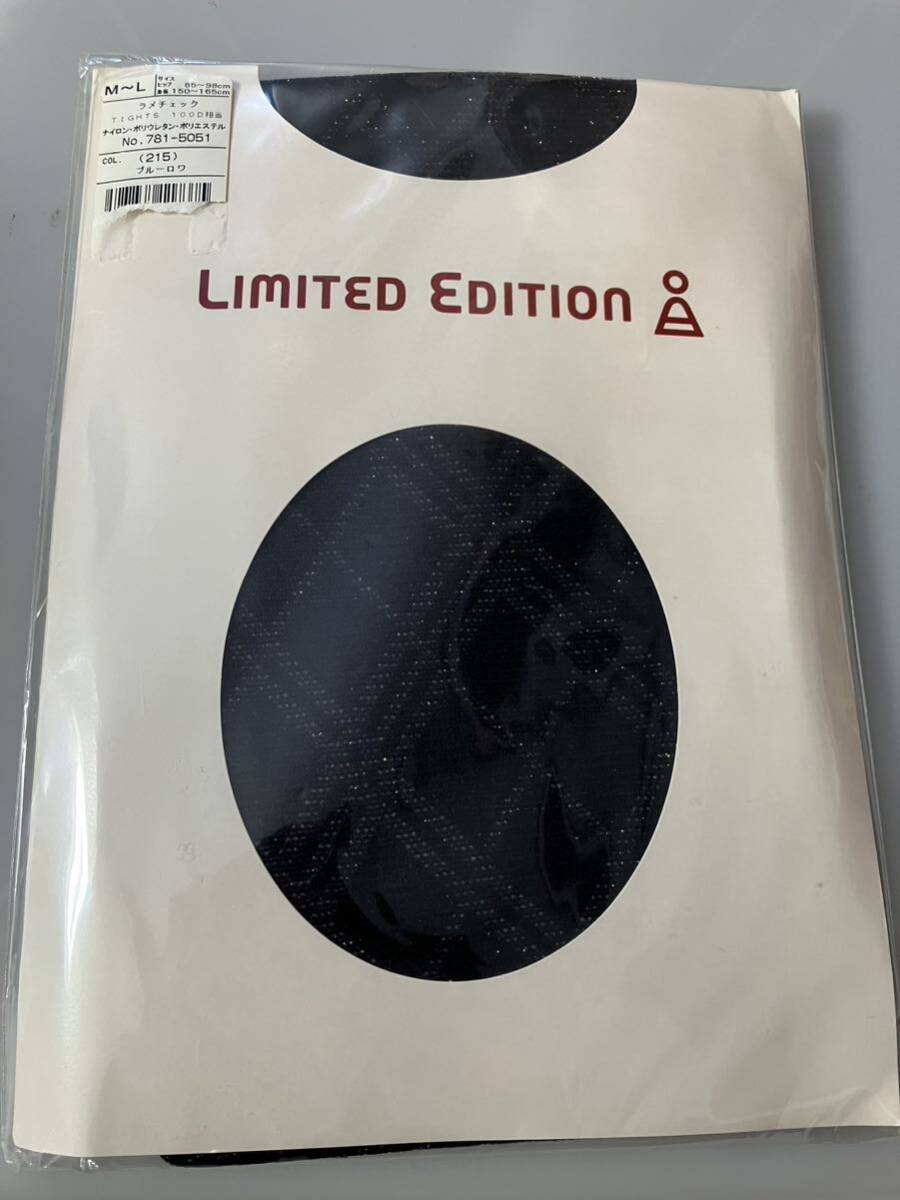 M～L
サイズ
ヒップ 85～98cm
身長 150～165cm
ラメチェック
TIGHTS 100D相当
ナイロン・ポリウレタン・ポリエステル
No.781-5051
COL. (215)
ブルーロワ
LIMITED EDITION